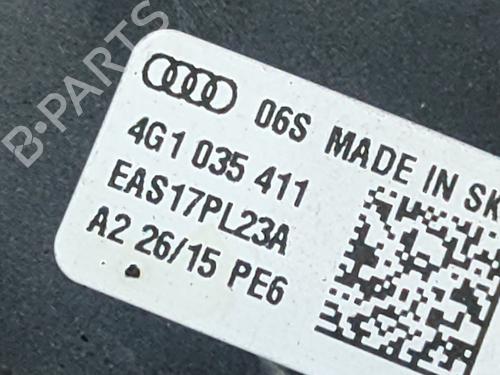 B-PARTS
06S MADE IN SK
4G1 035 411
EAS17PL23A
A2 26/15 PE6